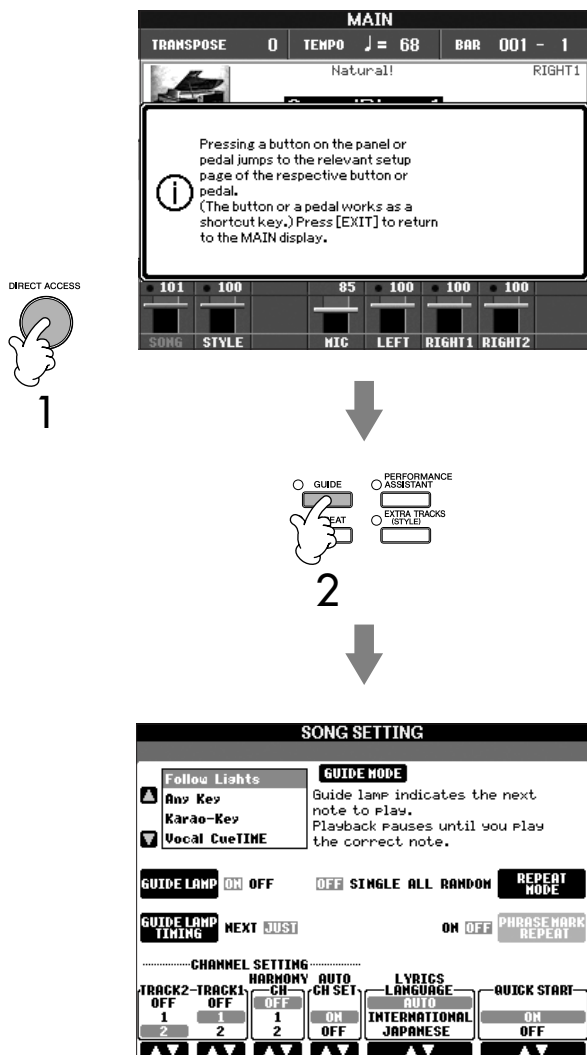 MAIN
TRANSPOSE 0 TEMPO ♩= 68 BAR 001 - 1
Natural! RIGHT1
Pressing a button on the panel or
pedal jumps to the relevant setup
page of the respective button or
pedal.
(The button or a pedal works as a
shortcut key.) Press [EXIT] to return
to the MAIN display.
DIRECT ACCESS
101 100 85 100 100 100
SONG STYLE MIC LEFT RIGHT1 RIGHT2
1
GUIDE
PERFORMANCE
ASSISTANT
EXTRA TRACKS
(STYLE)
2
SONG SETTING
Follow Lights
Any Key
Karao-Key
Vocal CueTIME
GUIDE MODE
Guide lamp indicates the next
note to play.
Playback pauses until you play
the correct note.
GUIDE LAMP ON OFF
OFF SINGLE ALL RANDOM REPEAT
MODE
GUIDE LAMP
TIMING NEXT JUST
ON OFF PHRASE MARK
REPEAT
CHANNEL SETTING
TRACK2 TRACK1 HARMONY
CH AUTO
CH SET LYRICS
LANGUAGE QUICK START
OFF OFF OFF AUTO
1 1 1 ON INTERNATIONAL ON
2 2 2 OFF JAPANESE OFF